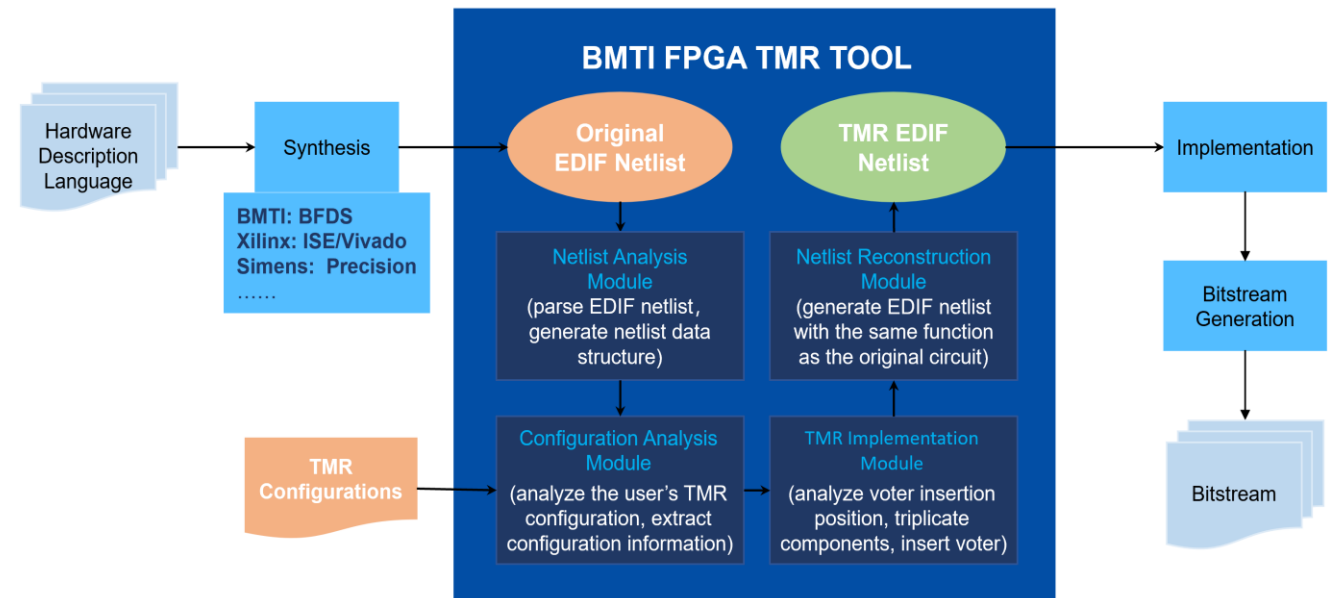 BMTI FPGA TMR TOOL
Hardware
Description
Language
Synthesis
BMTI: BFDS
Xilinx: ISE/Vivado
Simens:  Precision
……
Original
EDIF Netlist
TMR EDIF
Netlist
Implementation
Netlist Analysis
Module
(parse EDIF netlist,
generate netlist data
structure)
Netlist Reconstruction
Module
(generate EDIF netlist
with the same function
as the original circuit)
Bitstream
Generation
TMR
Configurations
Configuration Analysis
Module
(analyze the user’s TMR
configuration, extract
configuration information)
TMR Implementation
Module
(analyze voter insertion
position, triplicate
components, insert voter)
Bitstream